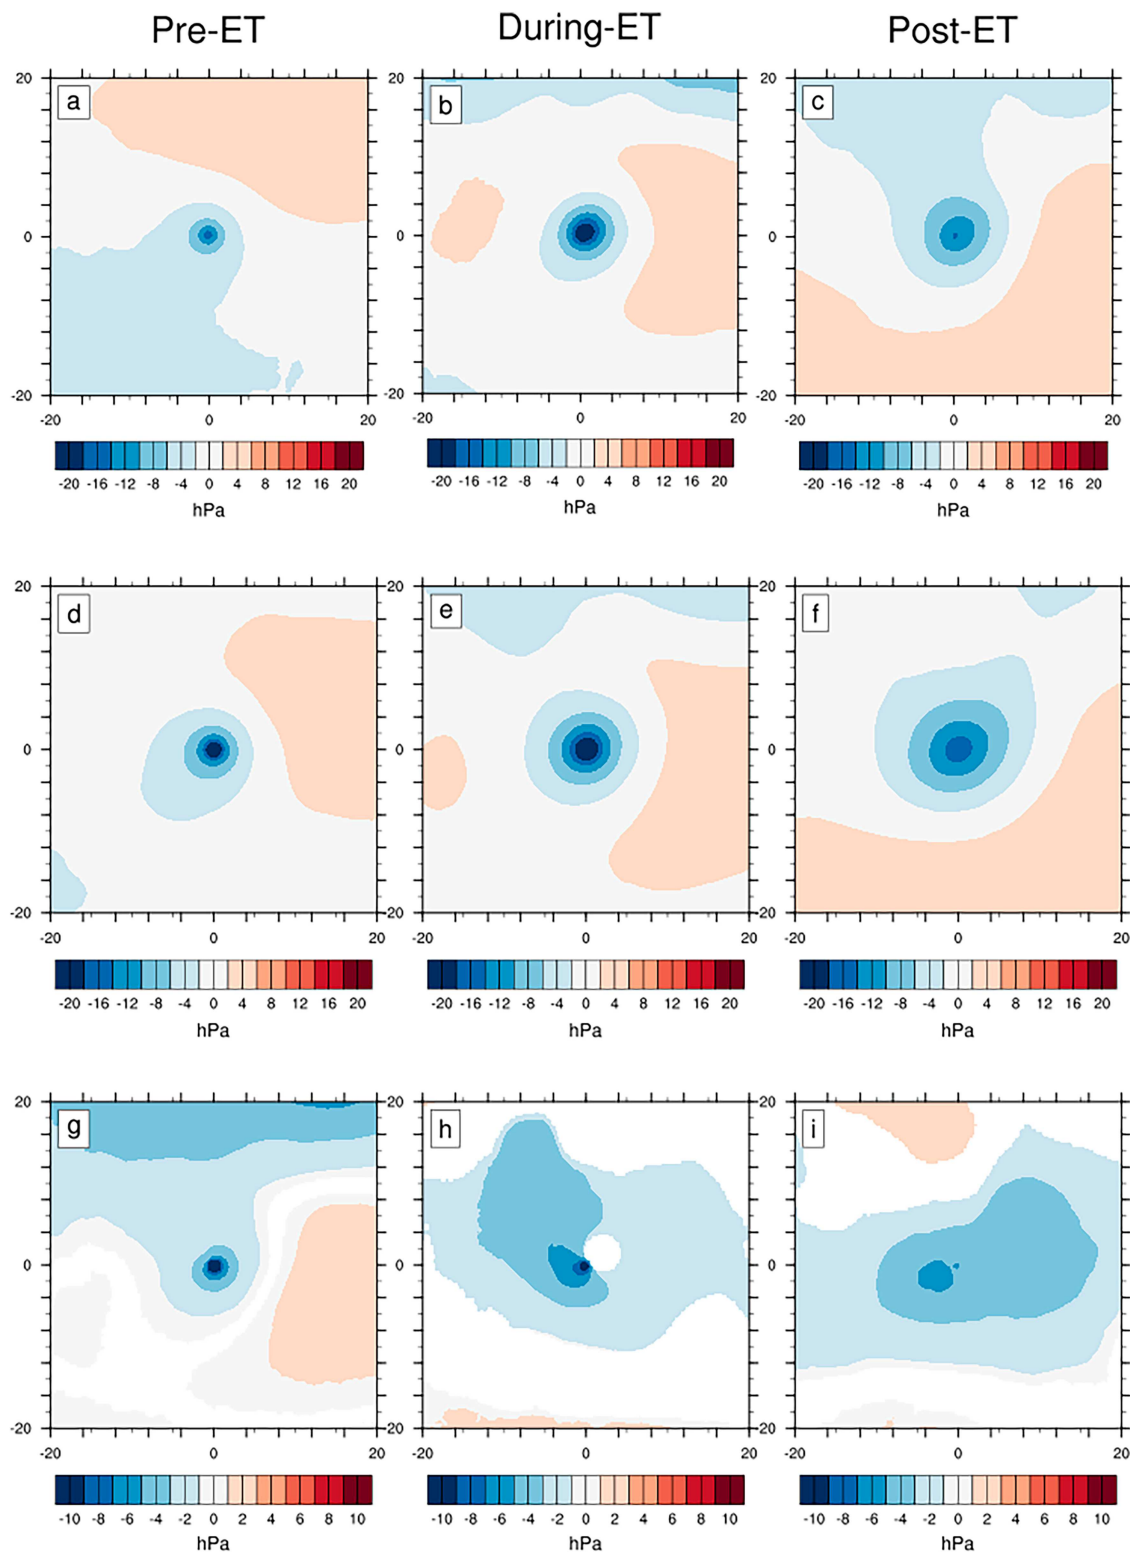 Pre-ET During-ET Post-ET
20 20 20
a b c
0 0 0
-20 -20 -20
-20 0 20 -20 0 20 -20 0 20
-20 -16 -12 -8 -4 0 4 8 12 16 20 -20 -16 -12 -8 -4 0 4 8 12 16 20 -20 -16 -12 -8 -4 0 4 8 12 16 20
hPa hPa hPa
20 20 20
d e f
0 0 0
-20 -20 -20
-20 0 20 -20 0 20 -20 0 20
-20 -16 -12 -8 -4 0 4 8 12 16 20 -20 -16 -12 -8 -4 0 4 8 12 16 20 -20 -16 -12 -8 -4 0 4 8 12 16 20
hPa hPa hPa
20 20 20
g h i
0 0 0
-20 -20 -20
-20 0 20 -20 0 20 -20 0 20
-10 -8 -6 -4 -2 0 2 4 6 8 10 -10 -8 -6 -4 -2 0 2 4 6 8 10 -10 -8 -6 -4 -2 0 2 4 6 8 10
hPa hPa hPa